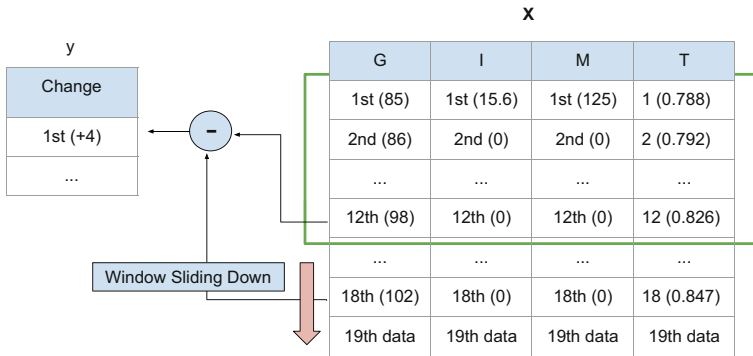 X
y
G I M T
Change
1st (85) 1st (15.6) 1st (125) 1 (0.788)
1st (+4)
-
2nd (86) 2nd (0) 2nd (0) 2 (0.792)
...
... ... ... ...
12th (98) 12th (0) 12th (0) 12 (0.826)
... ... ... ...
Window Sliding Down
18th (102) 18th (0) 18th (0) 18 (0.847)
19th data 19th data 19th data 19th data